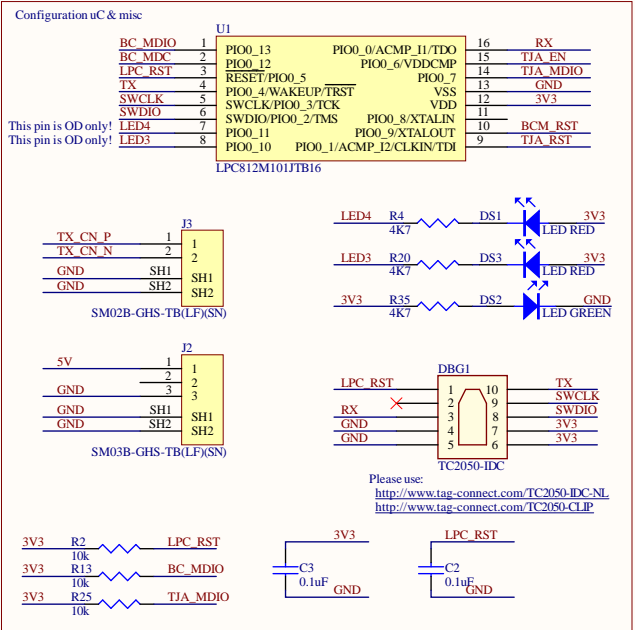 Configuration uC & misc
U1
BC_MDIO 1 PIO0_13 PIO0_0/ACMP_I1/TDO 16 RX
BC_MDC 2 PIO0_12 PIO0_6/VDDCMP 15 TJA_EN
LPC_RST 3 RESET/PIO0_5 PIO0_7 14 TJA_MDIO
TX 4 PIO0_4/WAKEUP/TRST VSS 13 GND
SWCLK 5 SWCLK/PIO0_3/TCK VDD 12 3V3
SWDIO 6 SWDIO/PIO0_2/TMS PIO0_8/XTALIN 11
This pin is OD only! LED4 7 PIO0_11 PIO0_9/XTALOUT 10 BCM_RST
This pin is OD only! LED3 8 PIO0_10 PIO0_1/ACMP_I2/CLKIN/TDI 9 TJA_RST
LPC812M101JTB16
J3
TX_CN_P 1 1
TX_CN_N 2 2
GND SH1 SH1
GND SH2 SH2
SM02B-GHS-TB(LF)(SN)
LED4 R4 4K7 DS1 LED RED 3V3
LED3 R20 4K7 DS3 LED RED 3V3
3V3 R35 4K7 DS2 LED GREEN GND
J2
5V 1 1
2 2
GND 3 3
GND SH1 SH1
GND SH2 SH2
SM03B-GHS-TB(LF)(SN)
DBG1
LPC_RST 1 10 TX
2 9 SWCLK
RX 3 8 SWDIO
GND 4 7 3V3
GND 5 6 3V3
TC2050-IDC
Please use:
http://www.tag-connect.com/TC2050-IDC-NL
http://www.tag-connect.com/TC2050-CLIP
3V3 R2 10k LPC_RST
3V3 R13 10k BC_MDIO
3V3 R25 10k TJA_MDIO
3V3
C3
0.1uF
GND
LPC_RST
C2
0.1uF
GND